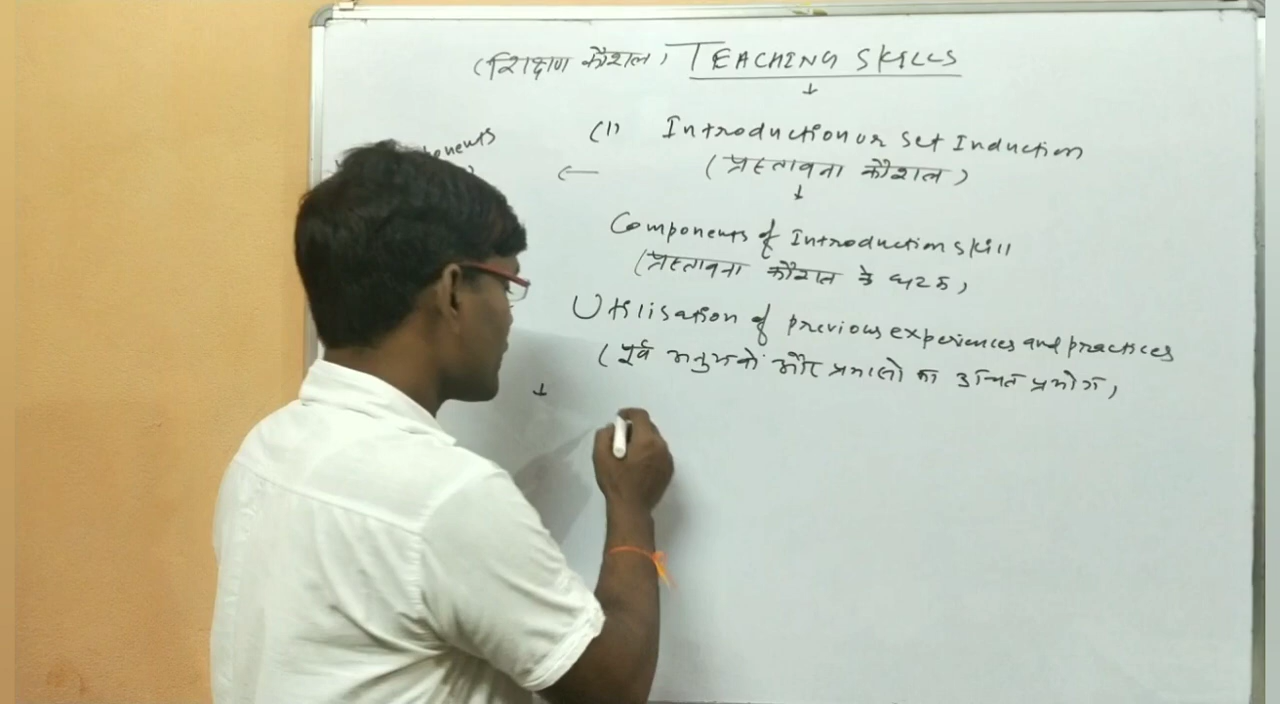 (शिक्षण कौशल) TEACHING SKILLS
(1) Introduction or Set Induction
(प्रस्तावना कौशल)
Components of Introduction skill
(प्रस्तावना कौशल के घटक)
Utilisation of previous experiences and practices
(पूर्व अनुभवों और प्रयासों का उचित प्रयोग)